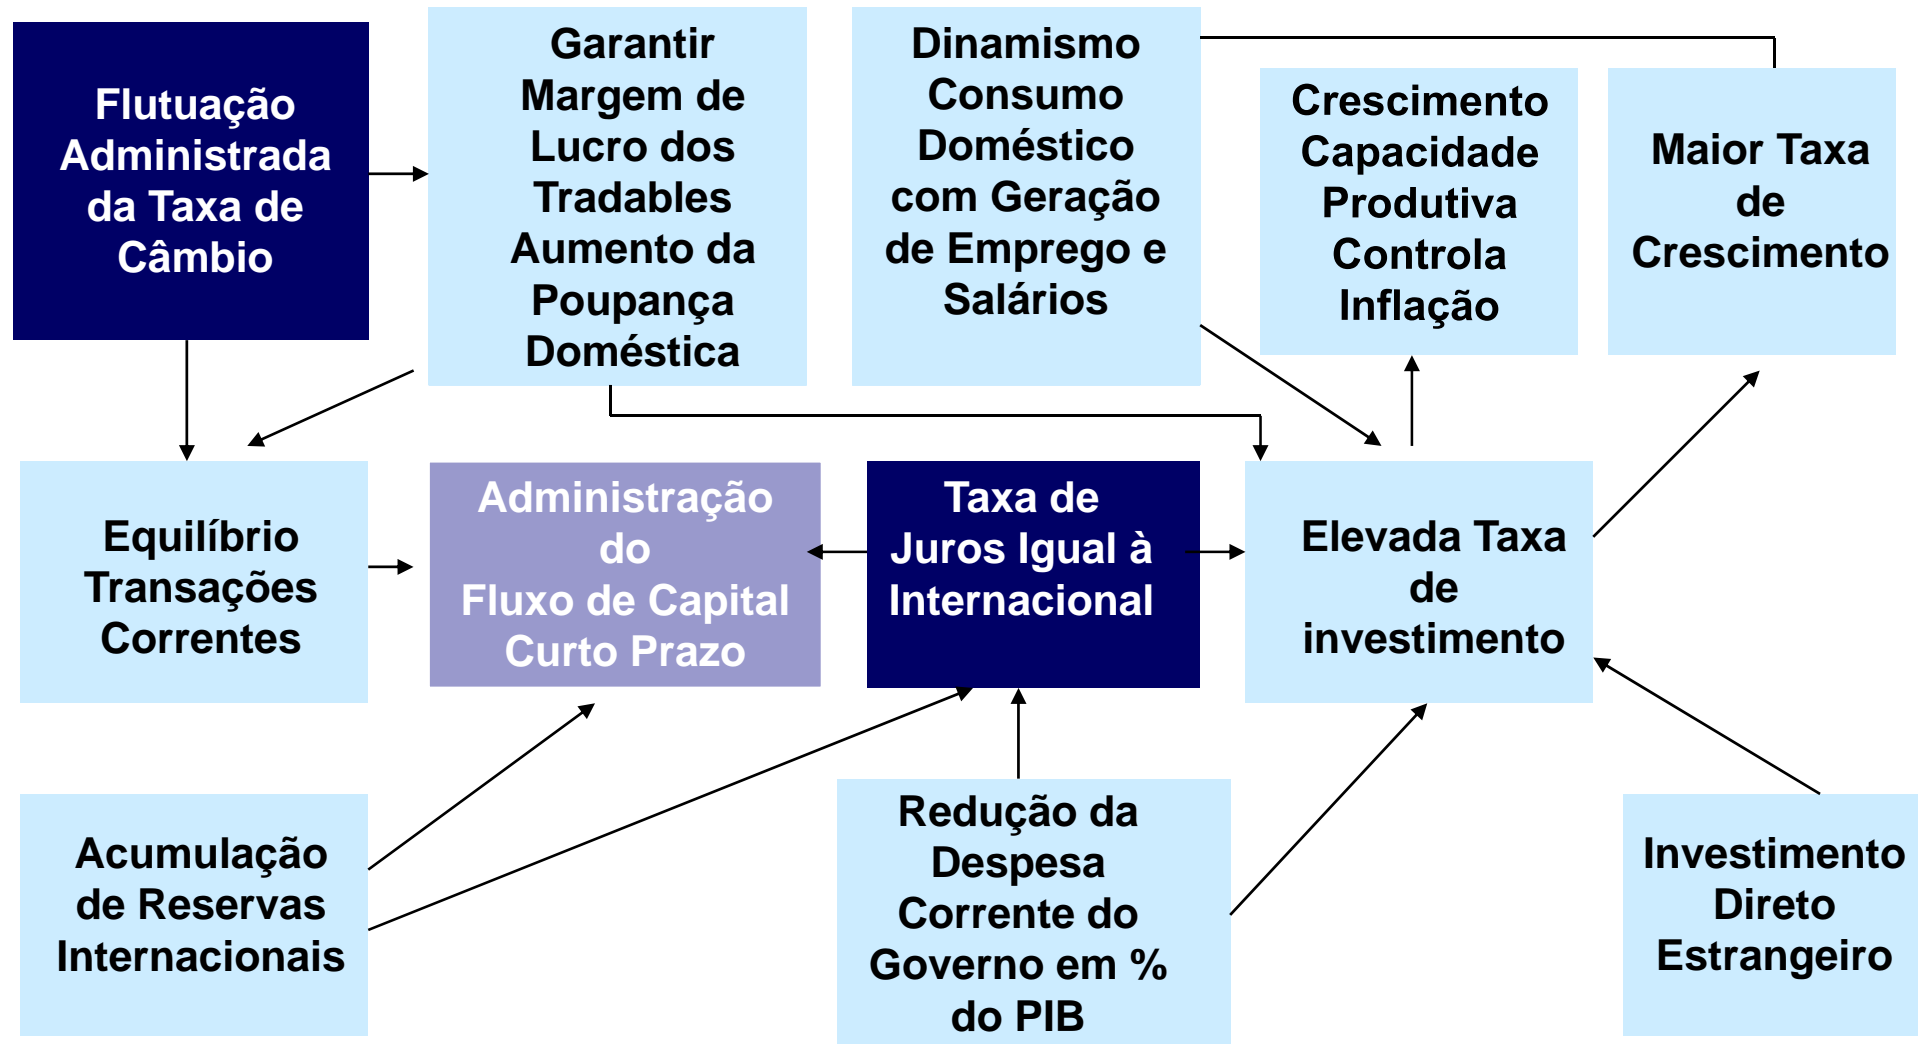 Flutuação
Administrada
da Taxa de
Câmbio
Garantir
Margem de
Lucro dos
Tradables
Aumento da
Poupança
Doméstica
Dinamismo
Consumo
Doméstico
com Geração
de Emprego e
Salários
Crescimento
Capacidade
Produtiva
Controla
Inflação
Maior Taxa
de
Crescimento
Equilíbrio
Transações
Correntes
Administração
do
Fluxo de Capital
Curto Prazo
Taxa de
Juros Igual à
Internacional
Elevada Taxa
de
investimento
Acumulação
de Reservas
Internacionais
Redução da
Despesa
Corrente do
Governo em %
do PIB
Investimento
Direto
Estrangeiro